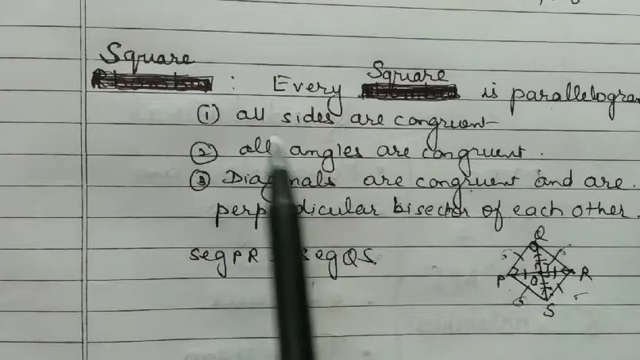 Square
: Every Square is parallelogram
① all sides are congruent
② all angles are congruent.
③ Diagonals are congruent and are
perpendicular bisector of each other.
seg PR seg QS
Q
P O R
S